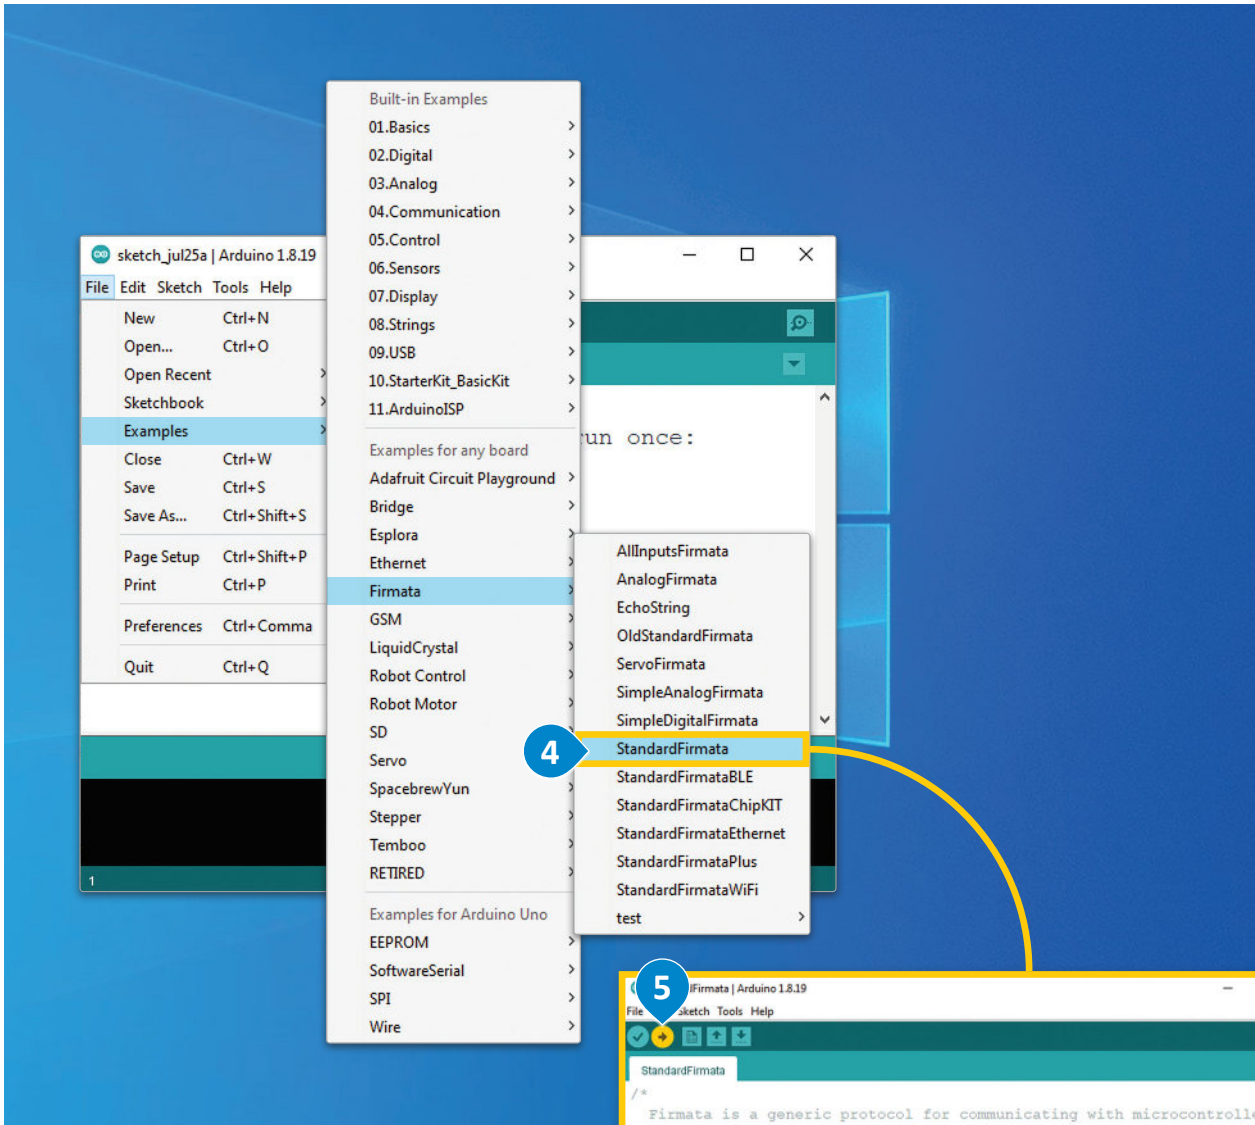 Built-in Examples
01.Basics
02.Digital
03.Analog
04.Communication
05.Control
06.Sensors
07.Display
08.Strings
09.USB
10.StarterKit_BasicKit
11.ArduinoISP
Examples for any board
Adafruit Circuit Playground
Bridge
Esplora
Ethernet
Firmata
GSM
LiquidCrystal
Robot Control
Robot Motor
SD
Servo
SpacebrewYun
Stepper
Temboo
RETIRED
Examples for Arduino Uno
EEPROM
SoftwareSerial
SPI
Wire
sketch_jul25a | Arduino 1.8.19
File Edit Sketch Tools Help
New Ctrl+N
Open... Ctrl+O
Open Recent
Sketchbook
Examples
Close Ctrl+W
Save Ctrl+S
Save As... Ctrl+Shift+S
Page Setup Ctrl+Shift+P
Print Ctrl+P
Preferences Ctrl+Comma
Quit Ctrl+Q
run once:
1
AllInputsFirmata
AnalogFirmata
EchoString
OldStandardFirmata
ServoFirmata
SimpleAnalogFirmata
SimpleDigitalFirmata
4
StandardFirmata
StandardFirmataBLE
StandardFirmataChipKIT
StandardFirmataEthernet
StandardFirmataPlus
StandardFirmataWiFi
test
5
Firmata | Arduino 1.8.19
File Sketch Tools Help
StandardFirmata
/*
Firmata is a generic protocol for communicating with microcontrolle